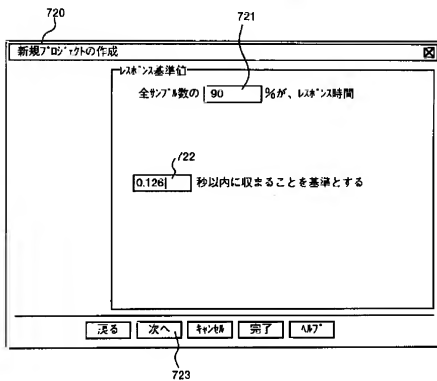 720
721
新規プロジェクトの作成
レスポンス基準値
全サンプル数の 90 %が、レスポンス時間
722
0.126 秒以内に収まることを基準とする
戻る 次へ キャンセル 完了 ヘルプ
723